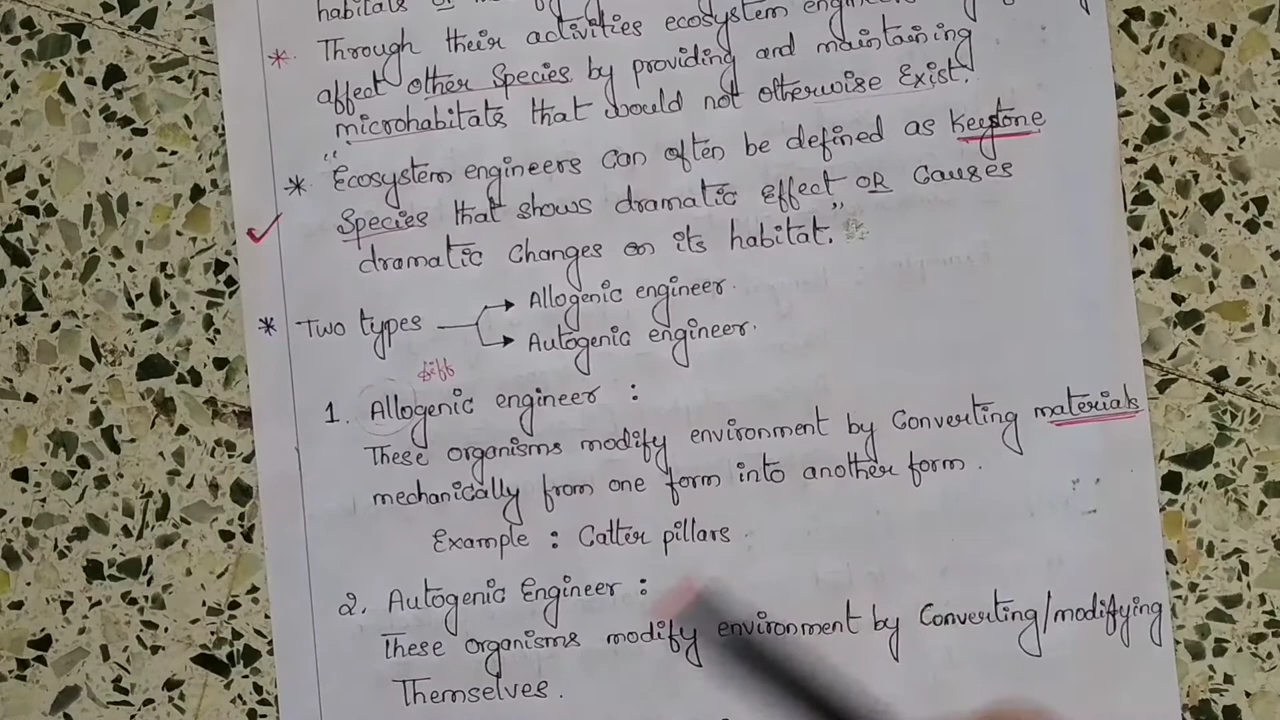 habitats
* Through their activities ecosystem
affect other species by providing and maintaining
microhabitats that would not otherwise Exist.
* "Ecosystem engineers can often be defined as keystone
✓ Species that shows dramatic effect" OR Causes
dramatic changes on its habitat.
* Two types → Allogenic engineer.
→ Autogenic engineer.
1. Allogenic engineer :
These organisms modify environment by Converting materials
mechanically from one form into another form.
Example : Catter pillars
2. Autogenic Engineer :
These organisms modify environment by Converting/modifying
Themselves.